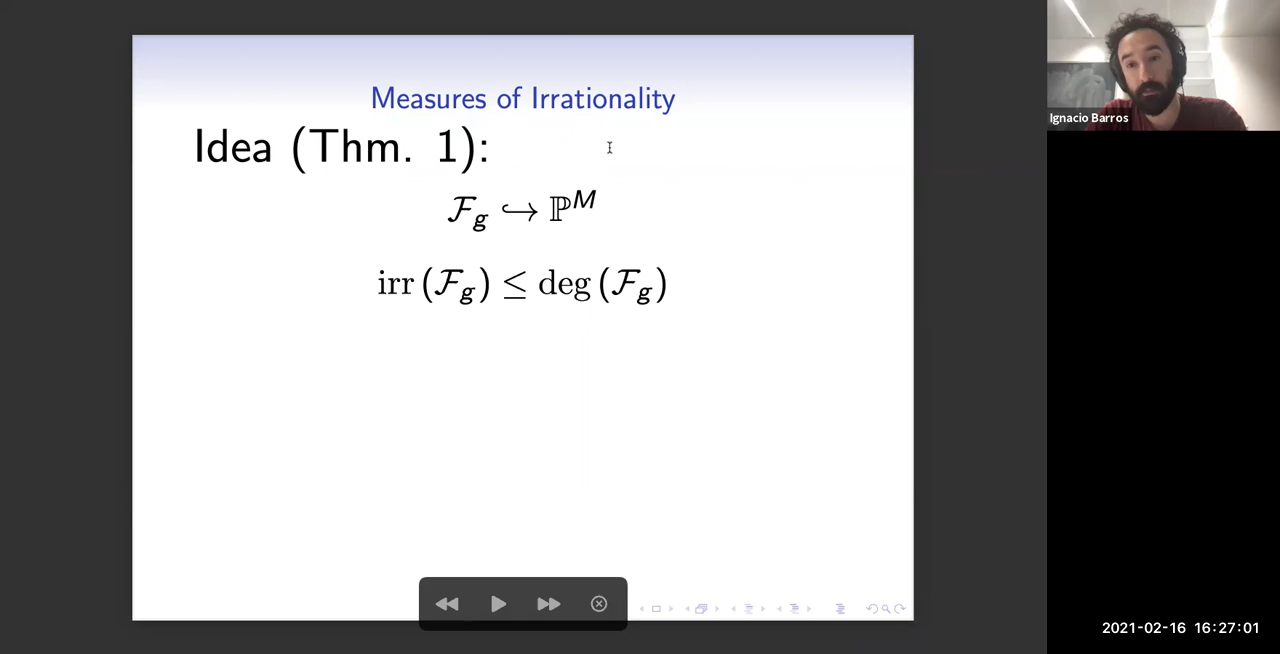 Measures of Irrationality
Idea (Thm. 1):
ℱ_g ↪ ℙ^M
irr (ℱ_g) ≤ deg (ℱ_g)
Ignacio Barros
2021-02-16 16:27:01